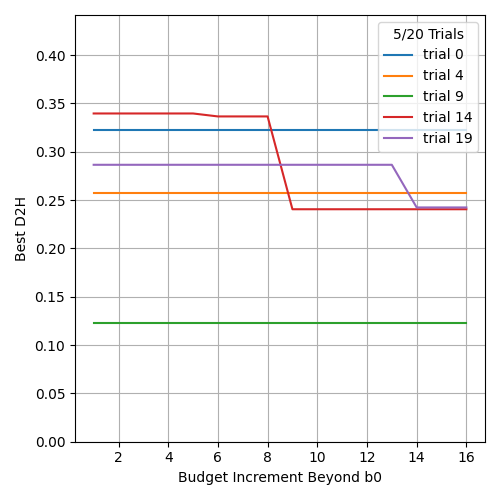 5/20 Trials
trial 0
trial 4
trial 9
trial 14
trial 19
0.40
0.35
0.30
0.25
0.20
0.15
0.10
0.05
0.00
Best D2H
2 4 6 8 10 12 14 16
Budget Increment Beyond b0